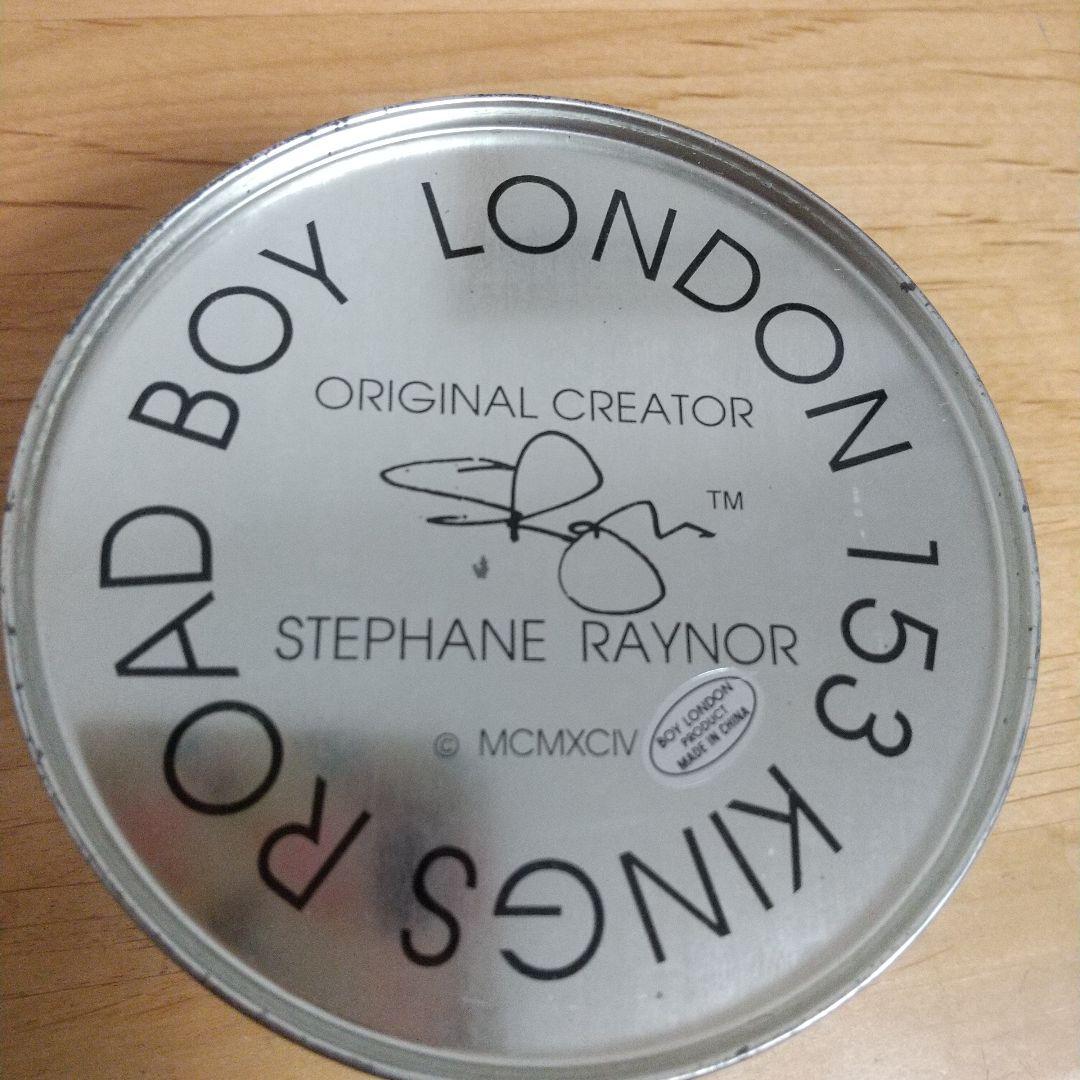 BOY LONDON 153 KINGS ROAD
ORIGINAL CREATOR
TM
STEPHANE RAYNOR
© MCMXCIV
BOY LONDON
PRODUCT
MADE IN CHINA